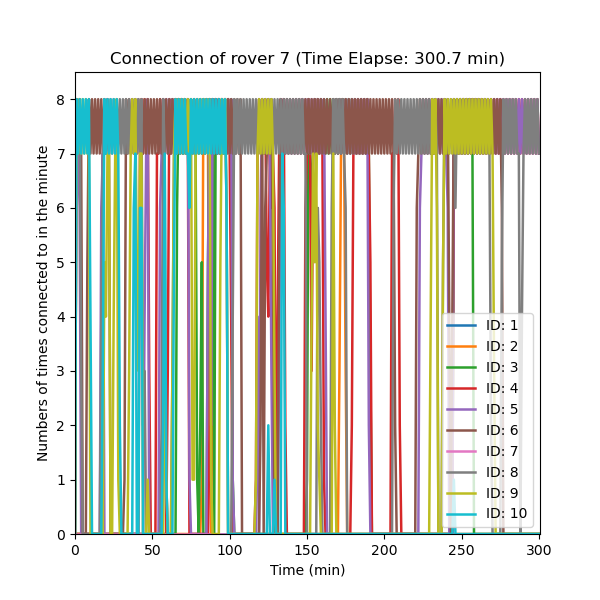 Connection of rover 7 (Time Elapse: 300.7 min)
Numbers of times connected to in the minute
8
7
6
5
4
3
2
1
0
ID: 1
ID: 2
ID: 3
ID: 4
ID: 5
ID: 6
ID: 7
ID: 8
ID: 9
ID: 10
0 50 100 150 200 250 300
Time (min)